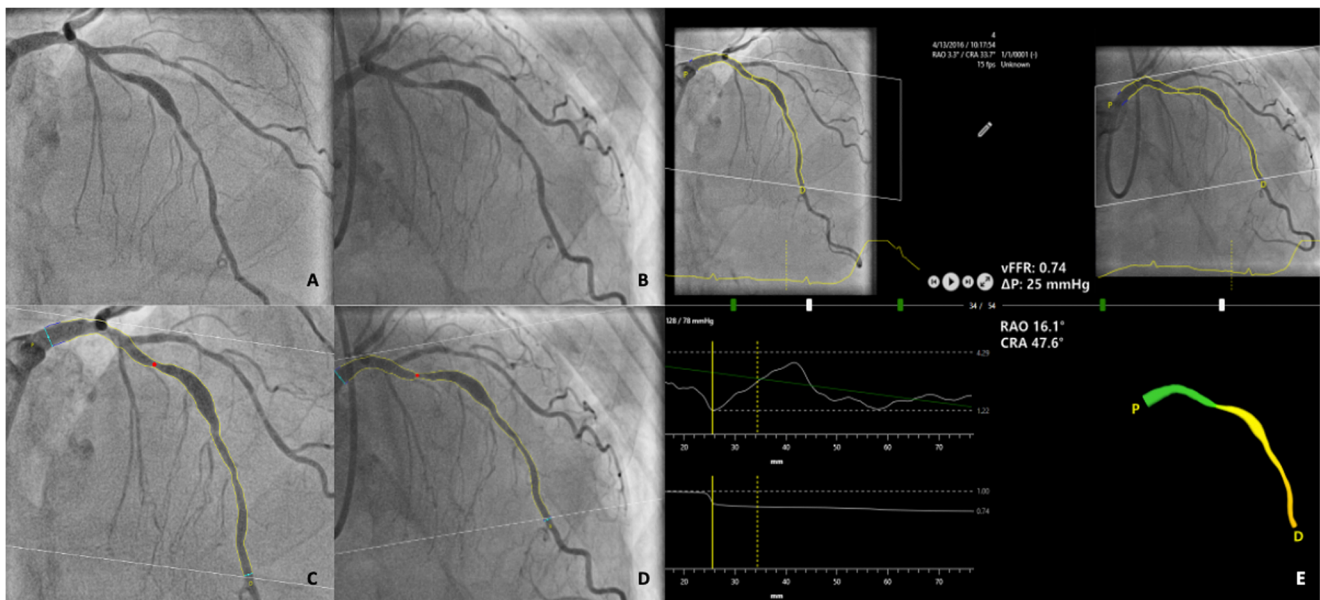 A
B
P
D
4
4/13/2016 / 10:17:54
RAO 3.3° / CRA 33.7° 1/1/0001 (-)
15 fps Unknown
P
D
vFFR: 0.74
ΔP: 25 mmHg
34 / 54
C
D
128 / 78 mmHg
4.29
1.22
20 30 40 50 60 70
mm
1.00
0.74
20 30 40 50 60 70
mm
RAO 16.1°
CRA 47.6°
P
D
E